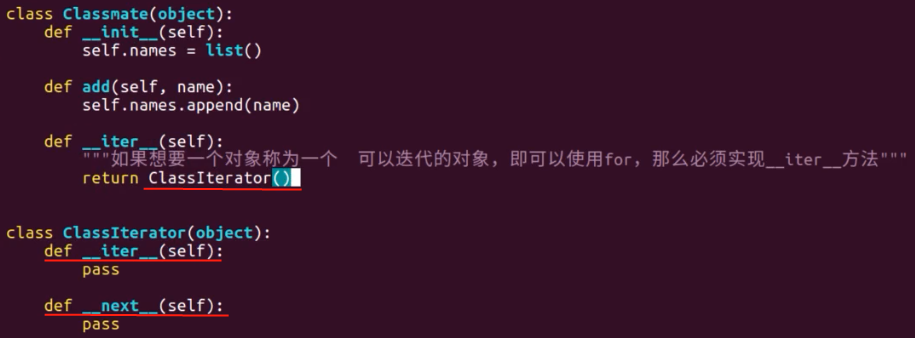 class Classmate(object):
    def __init__(self):
        self.names = list()
    def add(self, name):
        self.names.append(name)
    def __iter__(self):
        """如果想要一个对象称为一个  可以迭代的对象，即可以使用for，那么必须实现__iter__方法"""
        return ClassIterator()
class ClassIterator(object):
    def __iter__(self):
        pass
    def __next__(self):
        pass